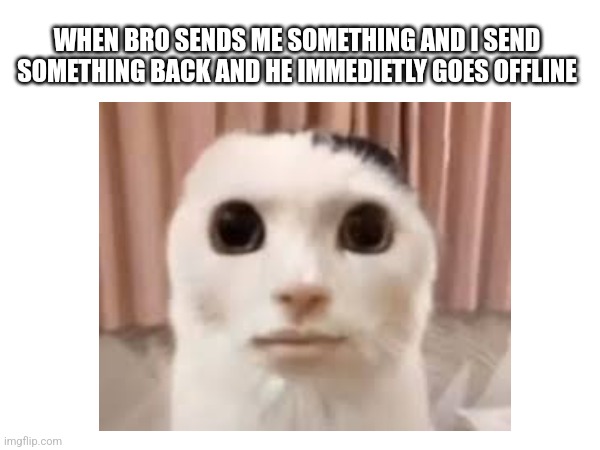 WHEN BRO SENDS ME SOMETHING AND I SEND
SOMETHING BACK AND HE IMMEDIETLY GOES OFFLINE
imgflip.com